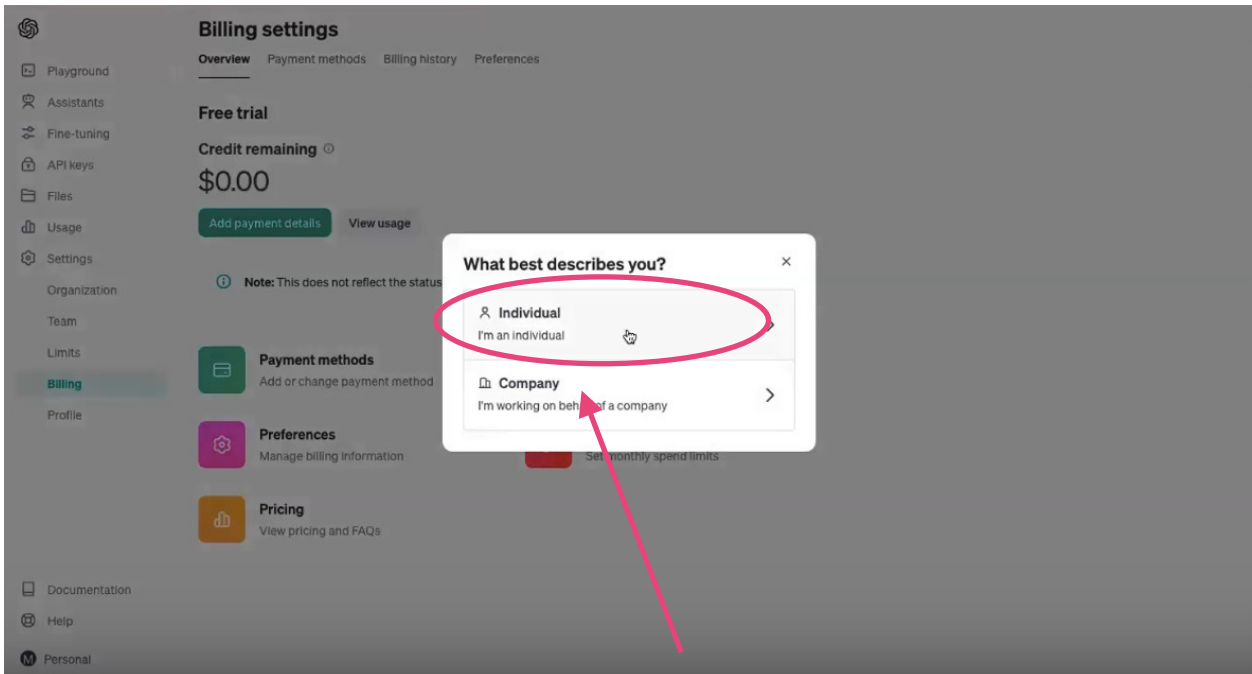 Billing settings
Overview Payment methods Billing history Preferences
Playground
Assistants
Fine-tuning
API keys
Files
Usage
Settings
Organization
Team
Limits
Billing
Profile
Documentation
Help
M Personal
Free trial
Credit remaining
$0.00
Add payment details View usage
Note: This does not reflect the status
Payment methods
Add or change payment method
Preferences
Manage billing information
Set monthly spend limits
Pricing
View pricing and FAQs
What best describes you?
Individual
I'm an individual
Company
I'm working on of a company